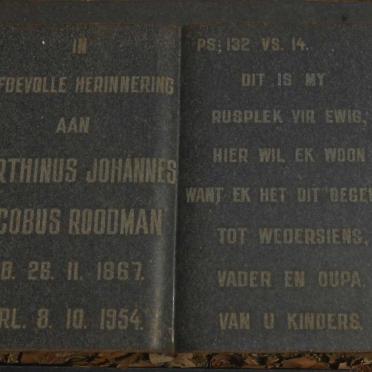 IN
FDEVOLLE HERINNERING
AAN
RTHINUS JOHANNES
COBUS ROODMAN
B. 26. 11. 1867.
RL. 8. 10. 1954.
PS; 132 VS. 14.
DIT IS MY
RUSPLEK VIR EWIG,
HIER WIL EK WOON
WANT EK HET DIT BEGE
TOT WEDERSIENS,
VADER EN OUPA.
VAN U KINDERS.